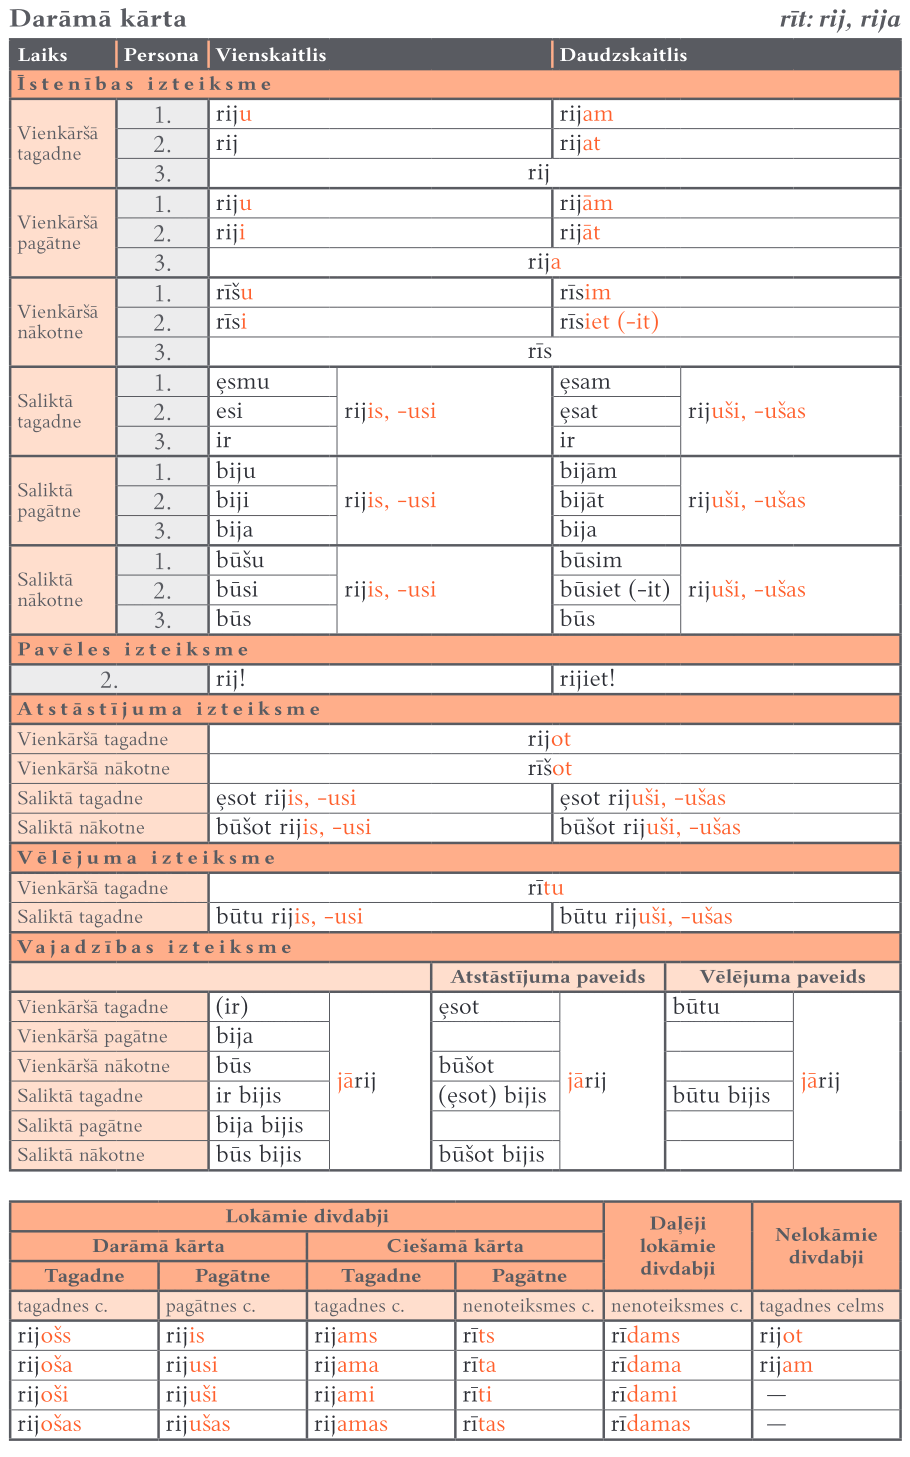 Darāmā kārta rīt: rij, rija
Laiks Persona Vienskaitlis Daudzskaitlis
Īstenības izteiksme
Vienkāršā tagadne
1. riju rijam
2. rij rijat
3. rij
Vienkāršā pagātne
1. riju rijām
2. riji rijāt
3. rija
Vienkāršā nākotne
1. rīšu rīsim
2. rīsi rīsiet (-it)
3. rīs
Saliktā tagadne
1. ȩsmu ȩsam
2. esi rijis, -usi ȩsat rijuši, -ušas
3. ir ir
Saliktā pagātne
1. biju bijām
2. biji rijis, -usi bijāt rijuši, -ušas
3. bija bija
Saliktā nākotne
1. būšu būsim
2. būsi rijis, -usi būsiet (-it) rijuši, -ušas
3. būs būs
Pavēles izteiksme
2. rij! rijiet!
Atstāstījuma izteiksme
Vienkāršā tagadne rijot
Vienkāršā nākotne rīšot
Saliktā tagadne ȩsot rijis, -usi ȩsot rijuši, -ušas
Saliktā nākotne būšot rijis, -usi būšot rijuši, -ušas
Vēlējuma izteiksme
Vienkāršā tagadne rītu
Saliktā tagadne būtu rijis, -usi būtu rijuši, -ušas
Vajadzības izteiksme
Atstāstījuma paveids Vēlējuma paveids
Vienkāršā tagadne (ir) ȩsot būtu
Vienkāršā pagātne bija
Vienkāršā nākotne būs būšot
jārij jārij jārij
Saliktā tagadne ir bijis (ȩsot) bijis būtu bijis
Saliktā pagātne bija bijis
Saliktā nākotne būs bijis būšot bijis
Lokāmie divdabji Daļēji lokāmie divdabji Nelokāmie divdabji
Darāmā kārta Ciešamā kārta
Tagadne Pagātne Tagadne Pagātne
tagadnes c. pagātnes c. tagadnes c. nenoteiksmes c. nenoteiksmes c. tagadnes celms
rijošs rijis rijams rīts rīdams rijot
rijoša rijusi rijama rīta rīdama rijam
rijoši rijuši rijami rīti rīdami —
rijošas rijušas rijamas rītas rīdamas —